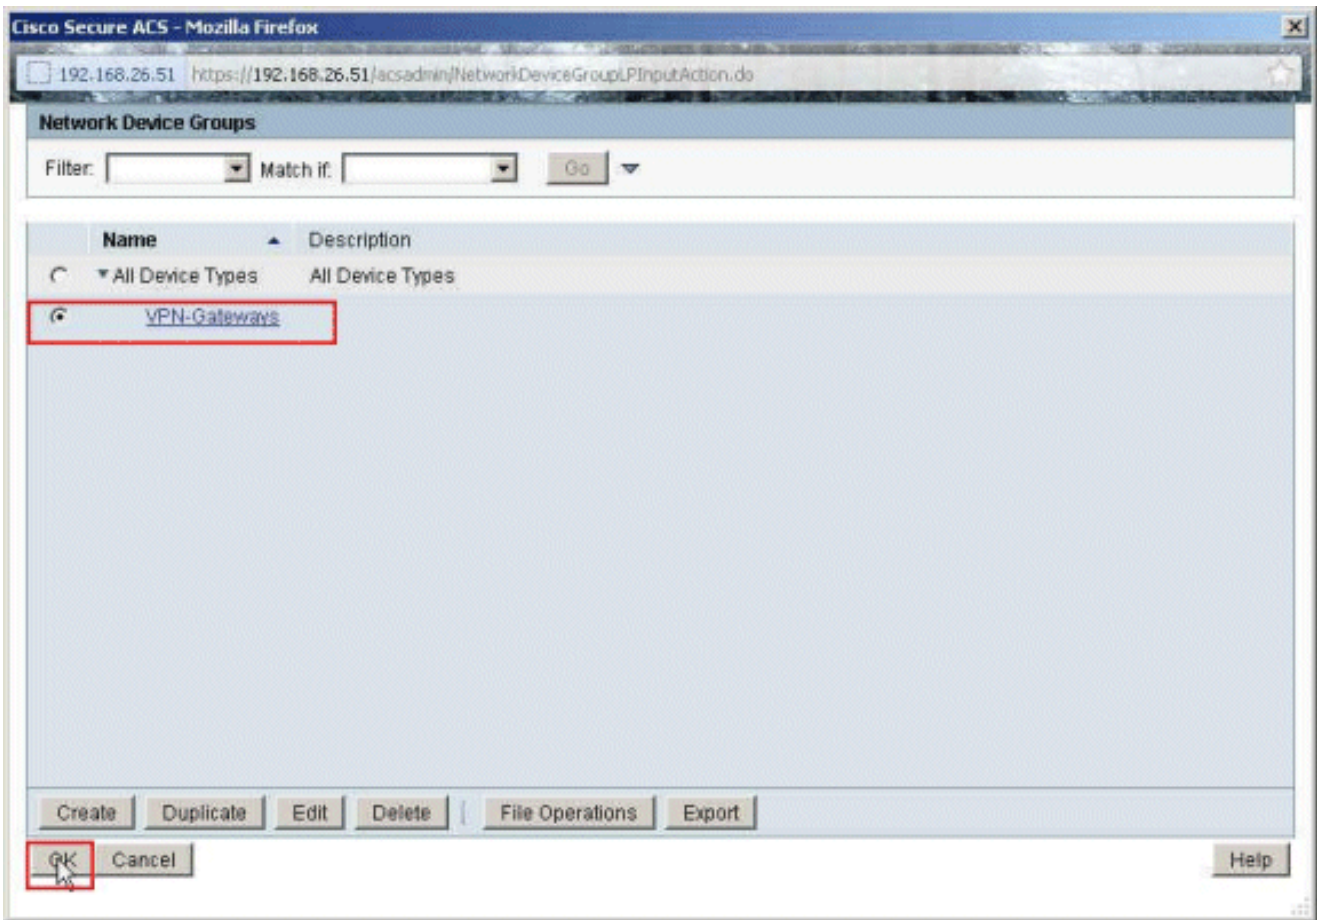 Cisco Secure ACS - Mozilla Firefox
192.168.26.51 https://192.168.26.51/acsadmin/NetworkDeviceGroupLPInputAction.do
Network Device Groups
Filter: Match if: Go
Name Description
All Device Types All Device Types
VPN-Gateways
Create Duplicate Edit Delete | File Operations Export
OK Cancel Help